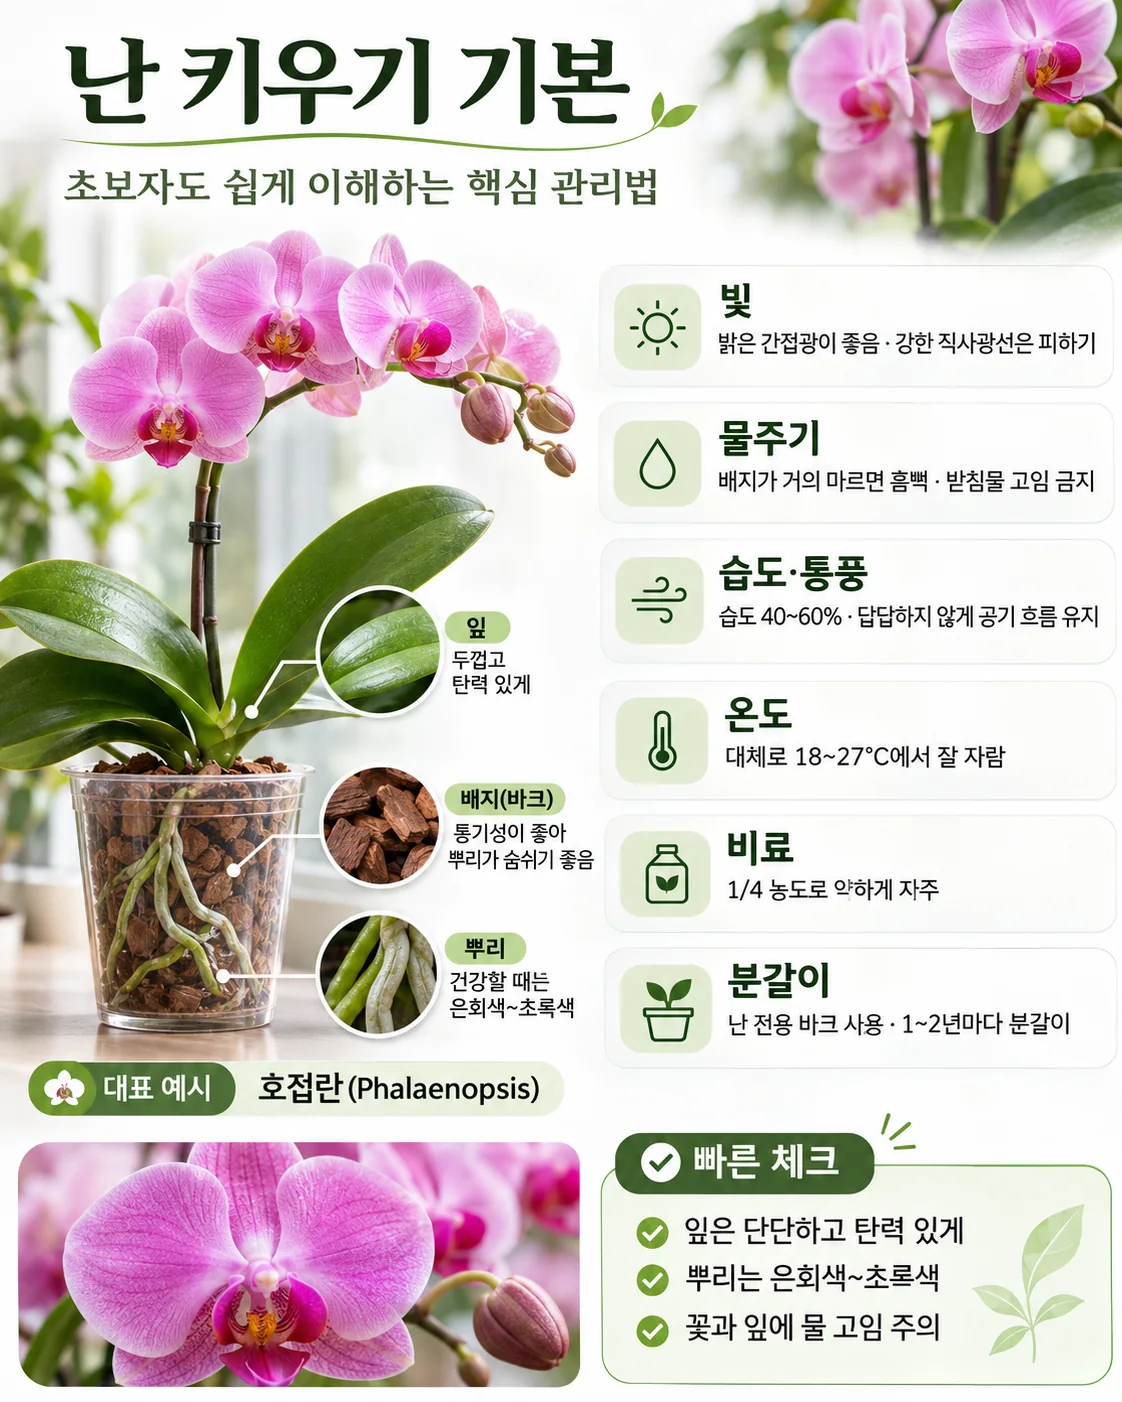 난 키우기 기본
초보자도 쉽게 이해하는 핵심 관리법
빛
밝은 간접광이 좋음 · 강한 직사광선은 피하기
물주기
배지가 거의 마르면 흠뻑 · 받침물 고임 금지
습도·통풍
습도 40~60% · 답답하지 않게 공기 흐름 유지
온도
대체로 18~27°C에서 잘 자람
비료
1/4 농도로 약하게 자주
분갈이
난 전용 바크 사용 · 1~2년마다 분갈이
잎
두껍고
탄력 있게
배지(바크)
통기성이 좋아
뿌리가 숨쉬기 좋음
뿌리
건강할 때는
은회색~초록색
대표 예시
호접란 (Phalaenopsis)
빠른 체크
잎은 단단하고 탄력 있게
뿌리는 은회색~초록색
꽃과 잎에 물 고임 주의